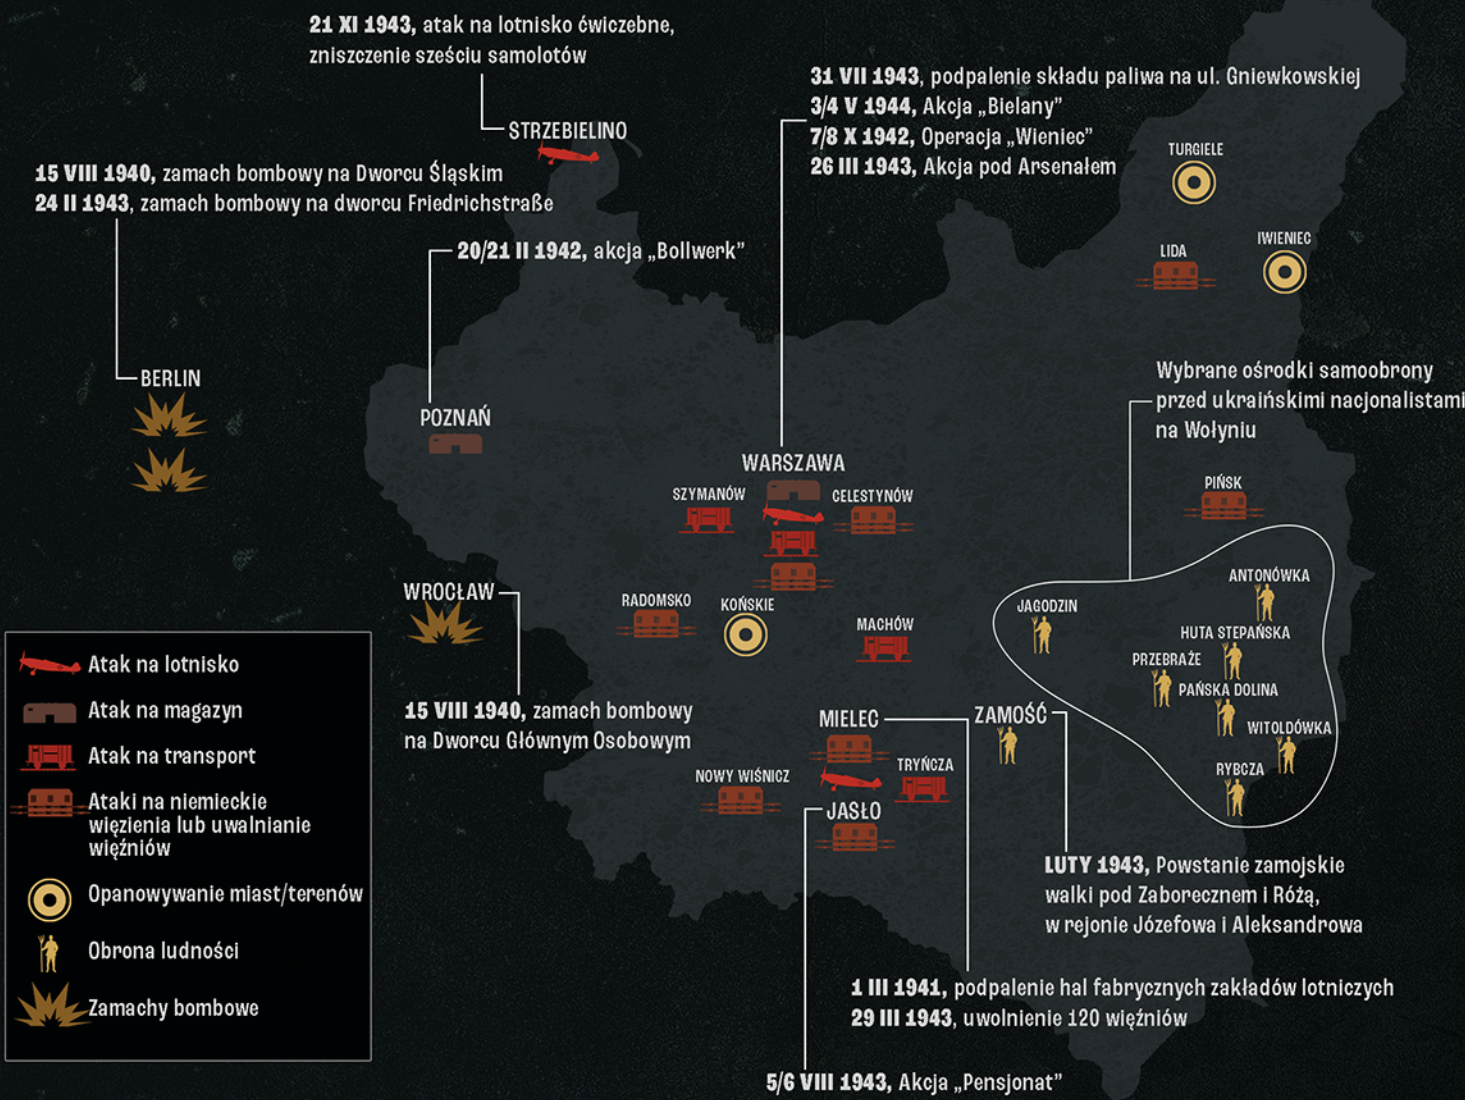 21 XI 1943, atak na lotnisko ćwiczebne,
zniszczenie sześciu samolotów
STRZEBIELINO
31 VII 1943, podpalenie składu paliwa na ul. Gniewkowskiej
3/4 V 1944, Akcja „Bielany”
7/8 X 1942, Operacja „Wieniec”
26 III 1943, Akcja pod Arsenałem
15 VIII 1940, zamach bombowy na Dworcu Śląskim
24 II 1943, zamach bombowy na dworcu Friedrichstraße
20/21 II 1942, akcja „Bollwerk”
TURGIELE
LIDA
IWIENIEC
BERLIN
POZNAŃ
Wybrane ośrodki samoobrony
przed ukraińskimi nacjonalistami
na Wołyniu
WARSZAWA
SZYMANÓW
CELESTYNÓW
PIŃSK
WROCŁAW
RADOMSKO
KOŃSKIE
MACHÓW
JAGODZIN
ANTONÓWKA
HUTA STEPAŃSKA
PRZEBRAŻE
PAŃSKA DOLINA
WITOLDÓWKA
RYBCZA
15 VIII 1940, zamach bombowy
na Dworcu Głównym Osobowym
MIELEC
ZAMOŚĆ
NOWY WIŚNICZ
TRYŃCZA
JASŁO
LUTY 1943, Powstanie zamojskie
walki pod Zaborecznem i Różą,
w rejonie Józefowa i Aleksandrowa
1 III 1941, podpalenie hal fabrycznych zakładów lotniczych
29 III 1943, uwolnienie 120 więźniów
5/6 VIII 1943, Akcja „Pensjonat”
Atak na lotnisko
Atak na magazyn
Atak na transport
Ataki na niemieckie
więzienia lub uwalnianie
więźniów
Opanowywanie miast/terenów
Obrona ludności
Zamachy bombowe